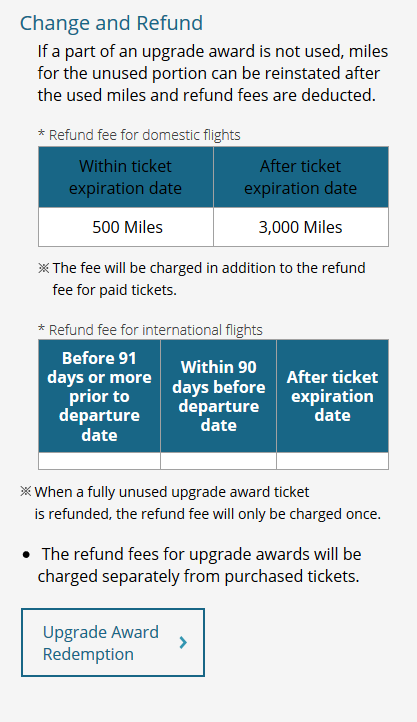 Change and Refund
If a part of an upgrade award is not used, miles
for the unused portion can be reinstated after
the used miles and refund fees are deducted.
* Refund fee for domestic flights
Within ticket
expiration date
After ticket
expiration date
500 Miles
3,000 Miles
※ The fee will be charged in addition to the refund
fee for paid tickets.
* Refund fee for international flights
Before 91
days or more
prior to
departure
date
Within 90
days before
departure
date
After ticket
expiration
date
※ When a fully unused upgrade award ticket
is refunded, the refund fee will only be charged once.
● The refund fees for upgrade awards will be
charged separately from purchased tickets.
Upgrade Award
Redemption